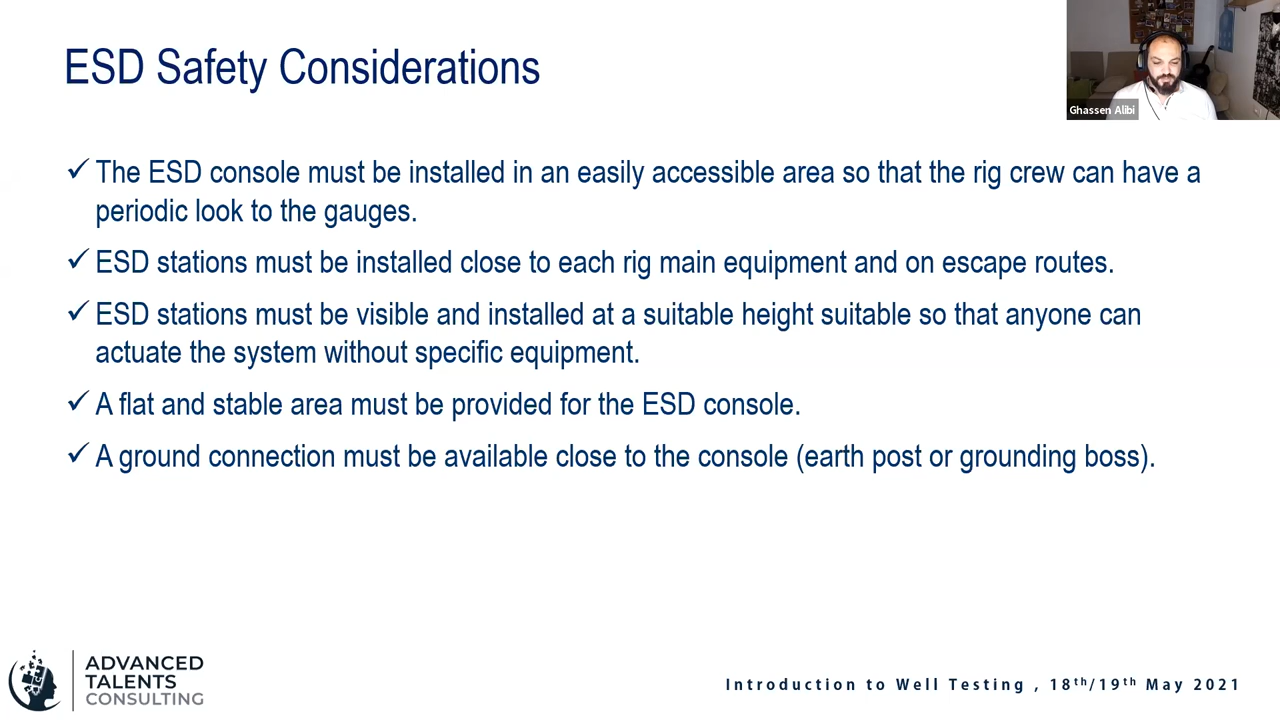 ESD Safety Considerations
Ghassen Alibi
✓ The ESD console must be installed in an easily accessible area so that the rig crew can have a
periodic look to the gauges.
✓ ESD stations must be installed close to each rig main equipment and on escape routes.
✓ ESD stations must be visible and installed at a suitable height suitable so that anyone can
actuate the system without specific equipment.
✓ A flat and stable area must be provided for the ESD console.
✓ A ground connection must be available close to the console (earth post or grounding boss).
ADVANCED
TALENTS
CONSULTING
Introduction to Well Testing , 18th/19th May 2021